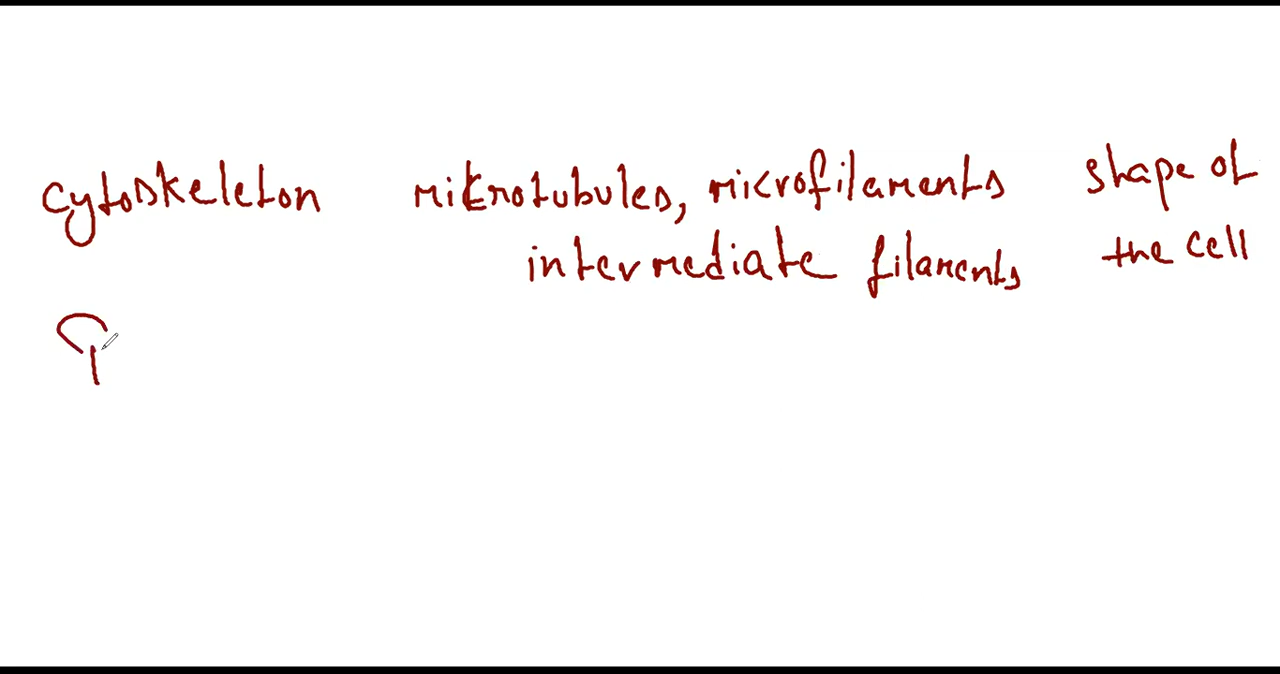 cytoskeleton mikrotubules, microfilaments shape of
intermediate filaments the cell